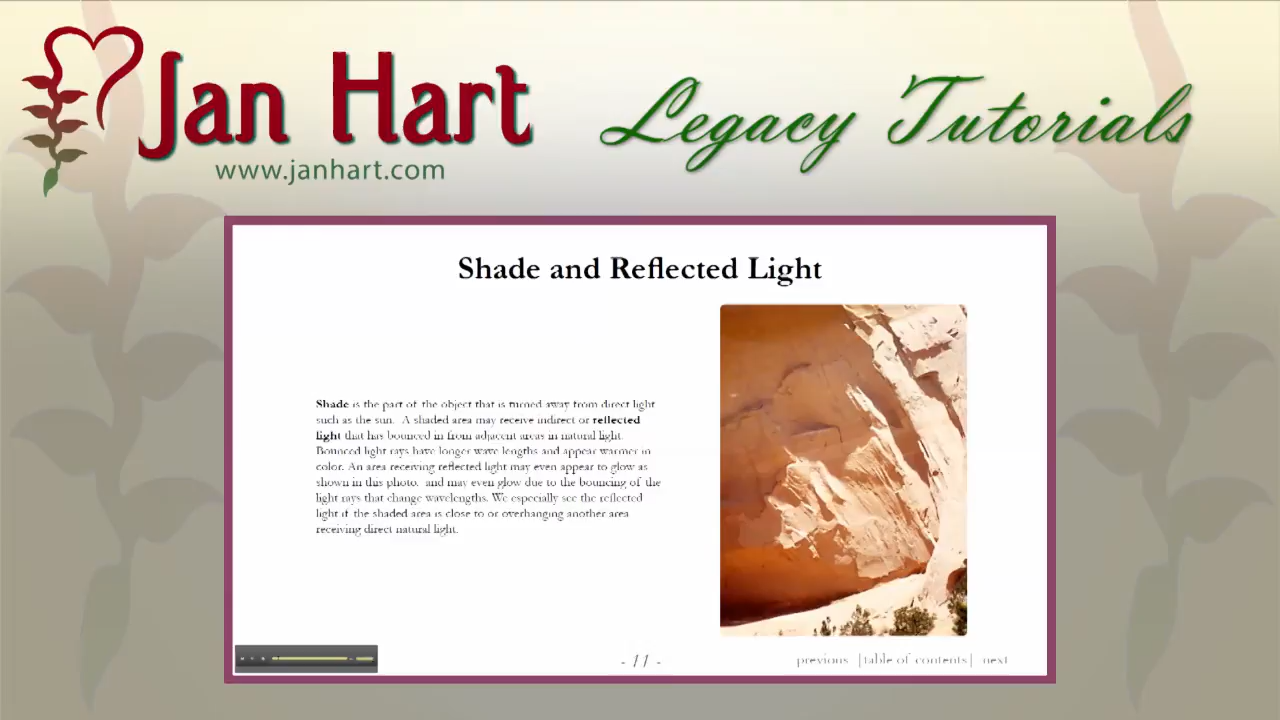 Jan Hart
www.janhart.com
Legacy Tutorials
Shade and Reflected Light
Shade is the part of the object that is turned away from direct light
such as the sun. A shaded area may receive indirect or reflected
light that has bounced in from adjacent areas in natural light.
Bounced light rays have longer wave lengths and appear warmer in
color. An area receiving reflected light may even appear to glow as
shown in this photo. and may even glow due to the bouncing of the
light rays that change wavelengths. We especially see the reflected
light if the shaded area is close to or overhanging another area
receiving direct natural light.
- 11 -
previous |table of contents| next